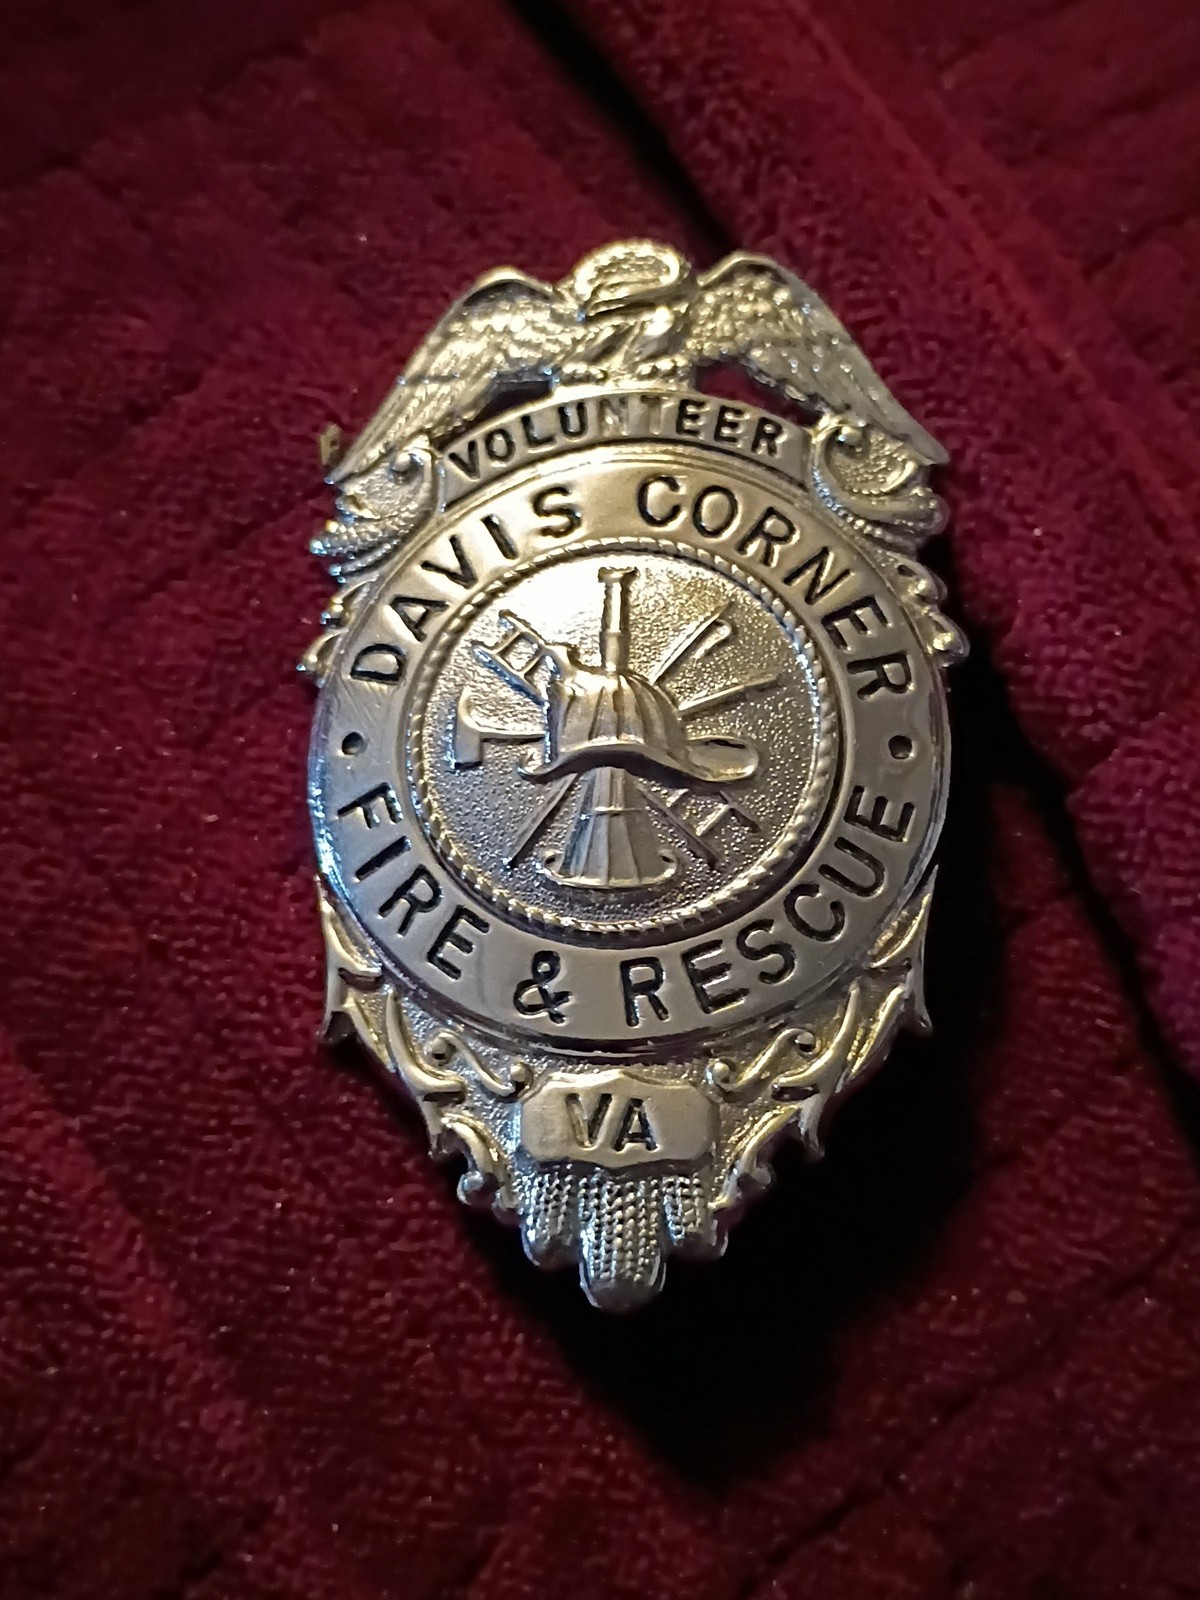 VOLUNTEER
DAVIS CORNER
FIRE & RESCUE
VA